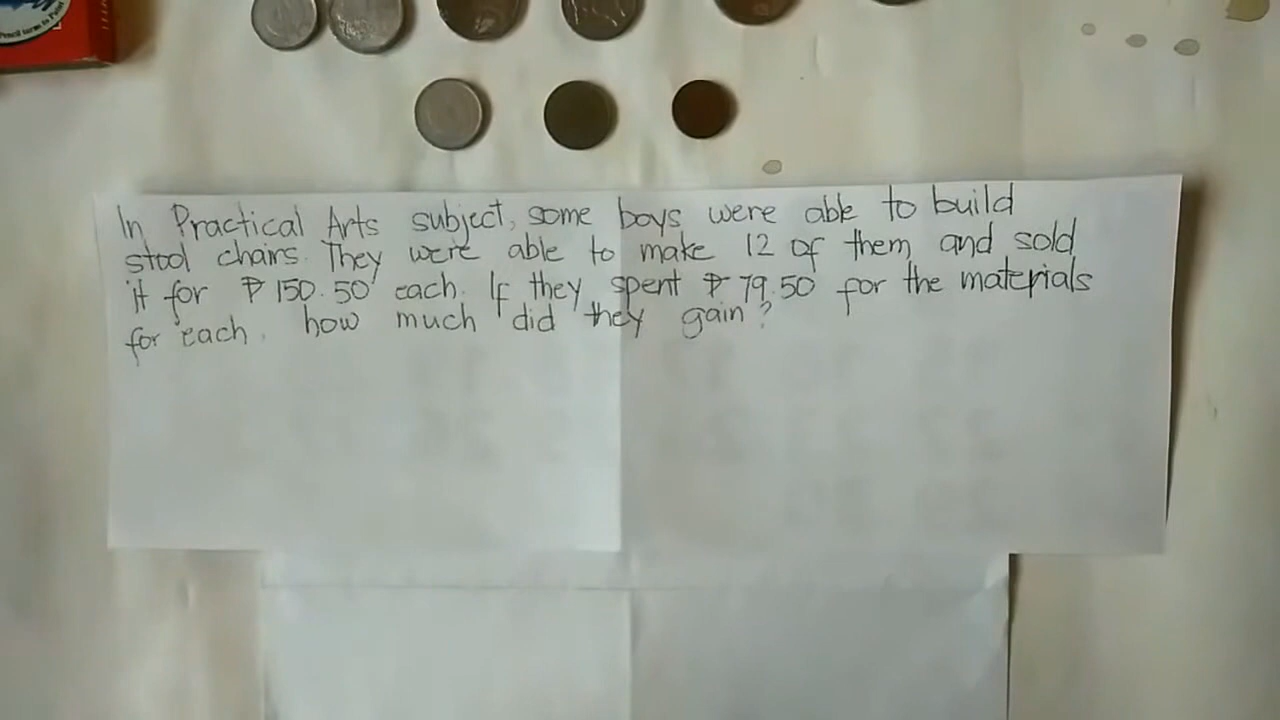 In Practical Arts subject, some boys were able to build
stool chairs. They were able to make 12 of them and sold
it for ₱150.50 each. If they spent ₱79.50 for the materials
for each, how much did they gain?